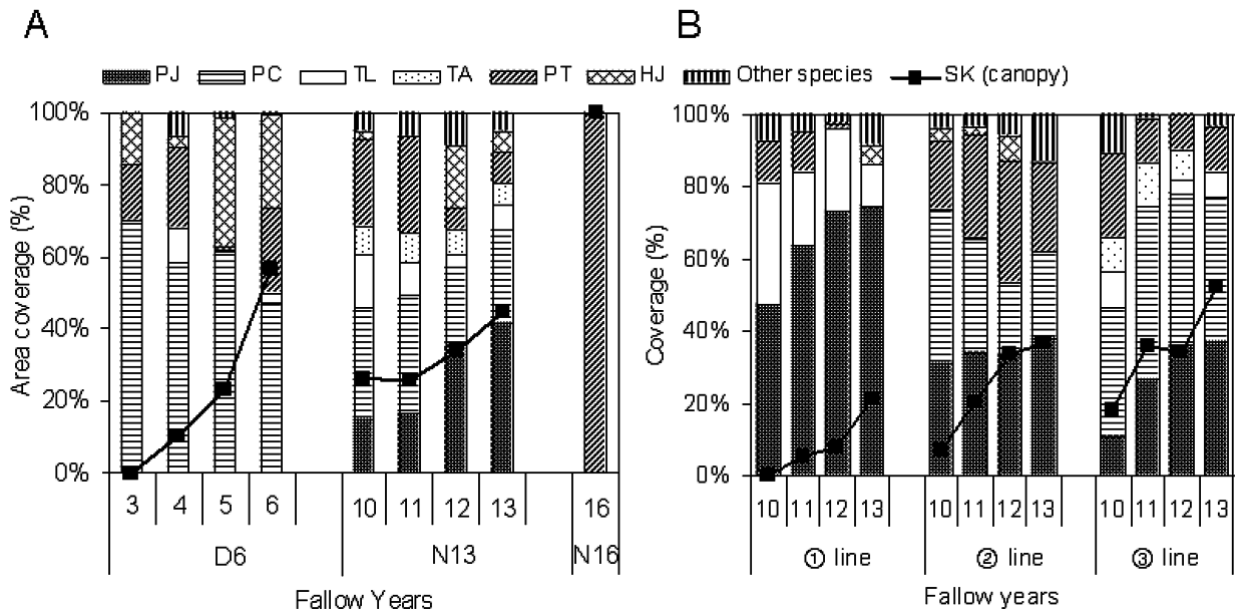 A
B
PJ PC TL TA PT HJ Other species SK (canopy)
100%
80%
60%
40%
20%
0%
Area coverage (%)
3 4 5 6 10 11 12 13 16
D6 N13 N16
Fallow Years
100%
80%
60%
40%
20%
0%
Coverage (%)
10 11 12 13 10 11 12 13 10 11 12 13
① line ② line ③ line
Fallow years